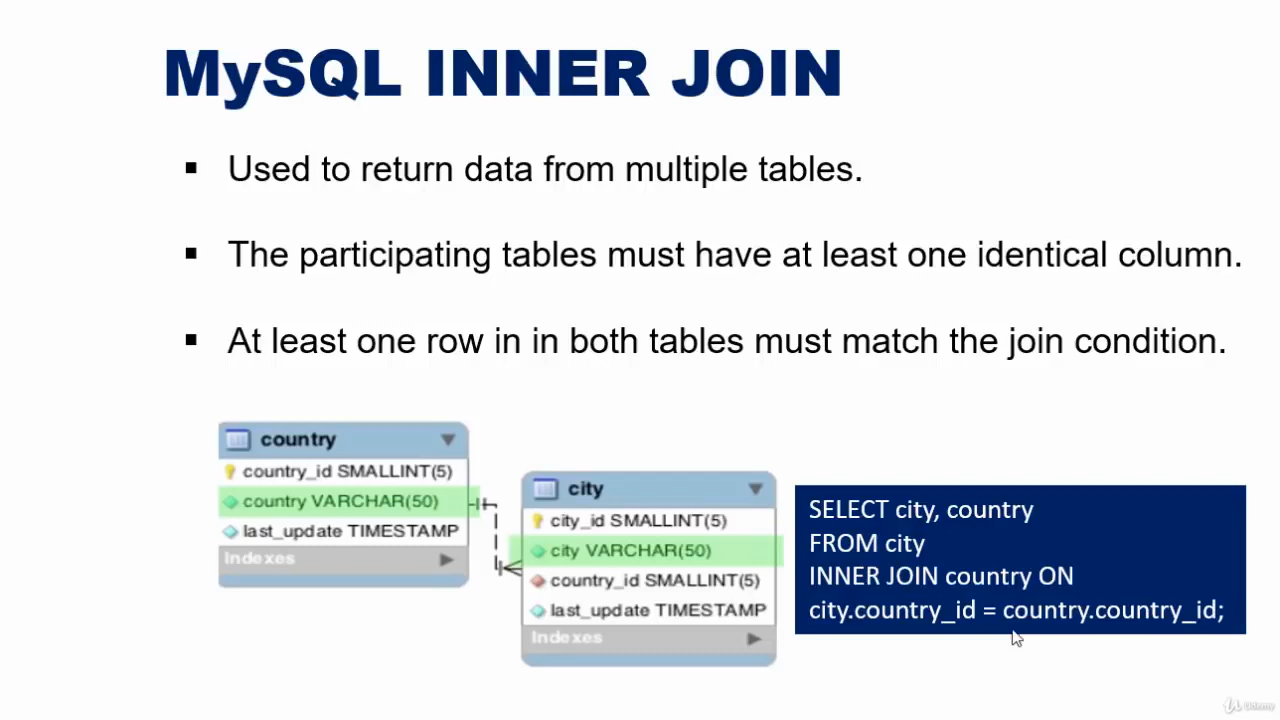 MySQL INNER JOIN
Used to return data from multiple tables.
The participating tables must have at least one identical column.
At least one row in in both tables must match the join condition.
country
country_id SMALLINT(5)
country VARCHAR(50)
last_update TIMESTAMP
Indexes
city
city_id SMALLINT(5)
city VARCHAR(50)
country_id SMALLINT(5)
last_update TIMESTAMP
Indexes
SELECT city, country
FROM city
INNER JOIN country ON
city.country_id = country.country_id;
Udemy